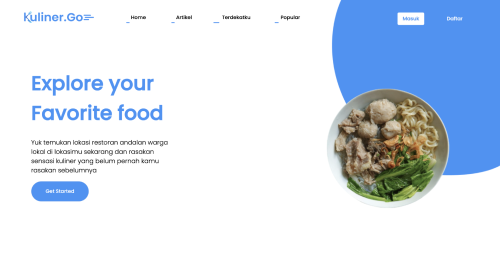 Kuliner.Go
Home Artikel Terdekatku Popular Masuk Daftar
Explore your
Favorite food
Yuk temukan lokasi restoran andalan warga
lokal di lokasimu sekarang dan rasakan
sensasi kuliner yang belum pernah kamu
rasakan sebelumnya
Get Started